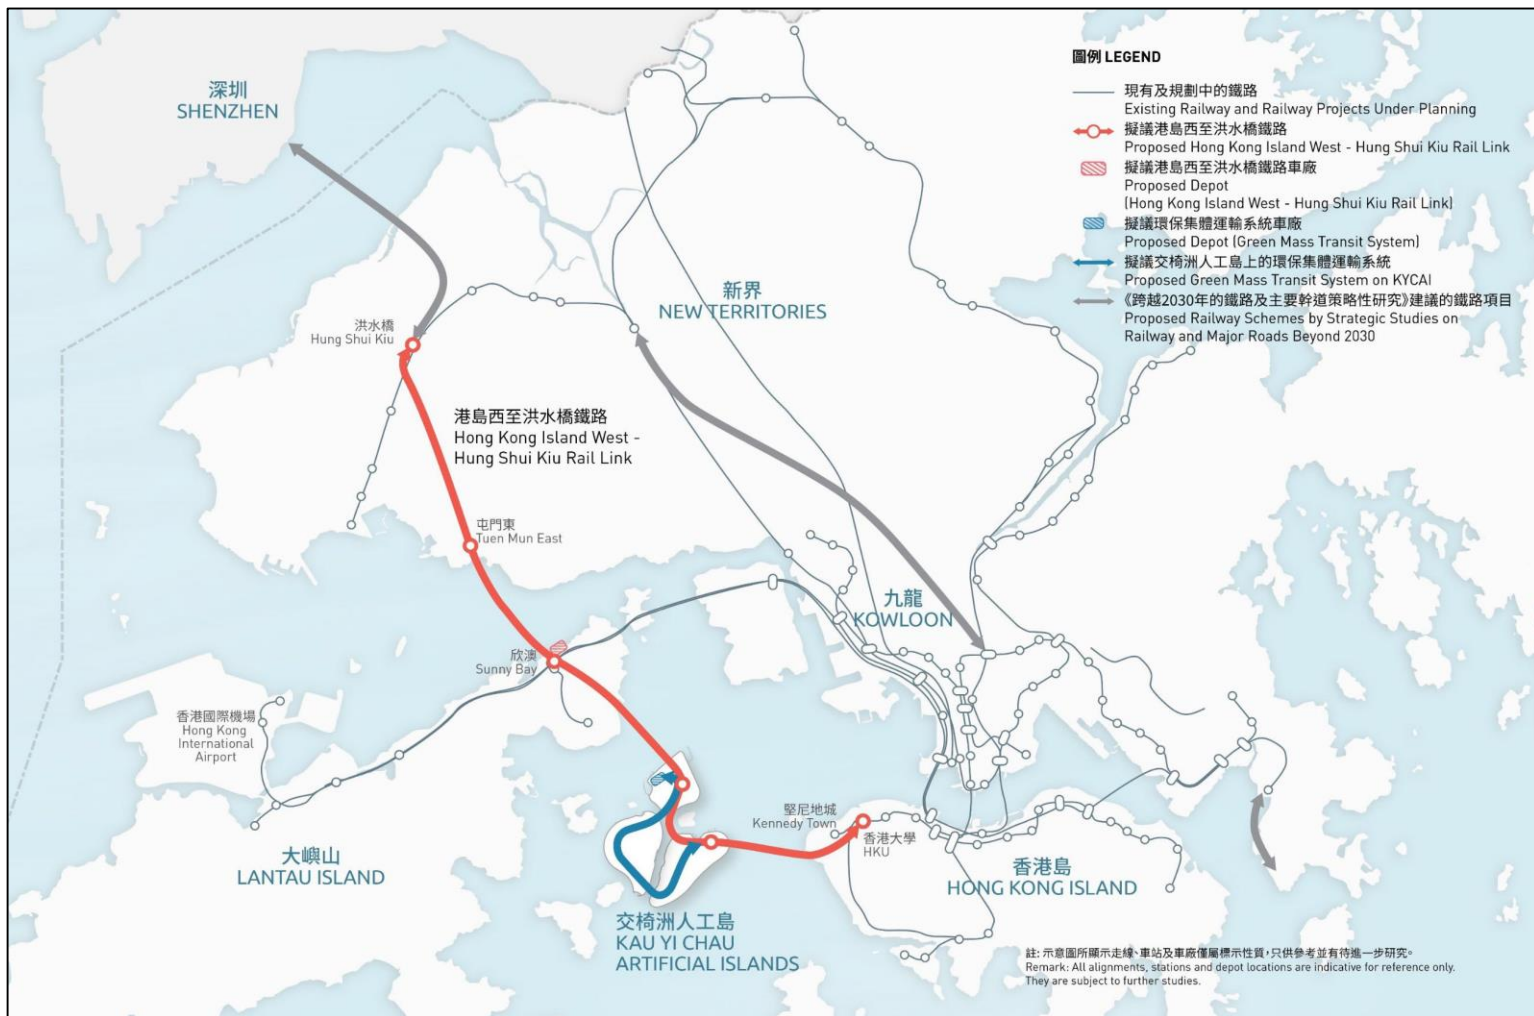 深圳
SHENZHEN
圖例 LEGEND
現有及規劃中的鐵路
Existing Railway and Railway Projects Under Planning
擬議港島西至洪水橋鐵路
Proposed Hong Kong Island West - Hung Shui Kiu Rail Link
擬議港島西至洪水橋鐵路車廠
Proposed Depot
(Hong Kong Island West - Hung Shui Kiu Rail Link)
擬議環保集體運輸系統車廠
Proposed Depot (Green Mass Transit System)
擬議交椅洲人工島上的環保集體運輸系統
Proposed Green Mass Transit System on KYCAI
《跨越2030年的鐵路及主要幹道策略性研究》建議的鐵路項目
Proposed Railway Schemes by Strategic Studies on
Railway and Major Roads Beyond 2030
新界
NEW TERRITORIES
洪水橋
Hung Shui Kiu
港島西至洪水橋鐵路
Hong Kong Island West -
Hung Shui Kiu Rail Link
屯門東
Tuen Mun East
九龍
KOWLOON
欣澳
Sunny Bay
香港國際機場
Hong Kong
International
Airport
堅尼地城
Kennedy Town
香港大學
HKU
大嶼山
LANTAU ISLAND
香港島
HONG KONG ISLAND
交椅洲人工島
KAU YI CHAU
ARTIFICIAL ISLANDS
註: 示意圖所顯示走線、車站及車廠僅屬標示性質，只供參考並有待進一步研究。
Remark: All alignments, stations and depot locations are indicative for reference only.
They are subject to further studies.